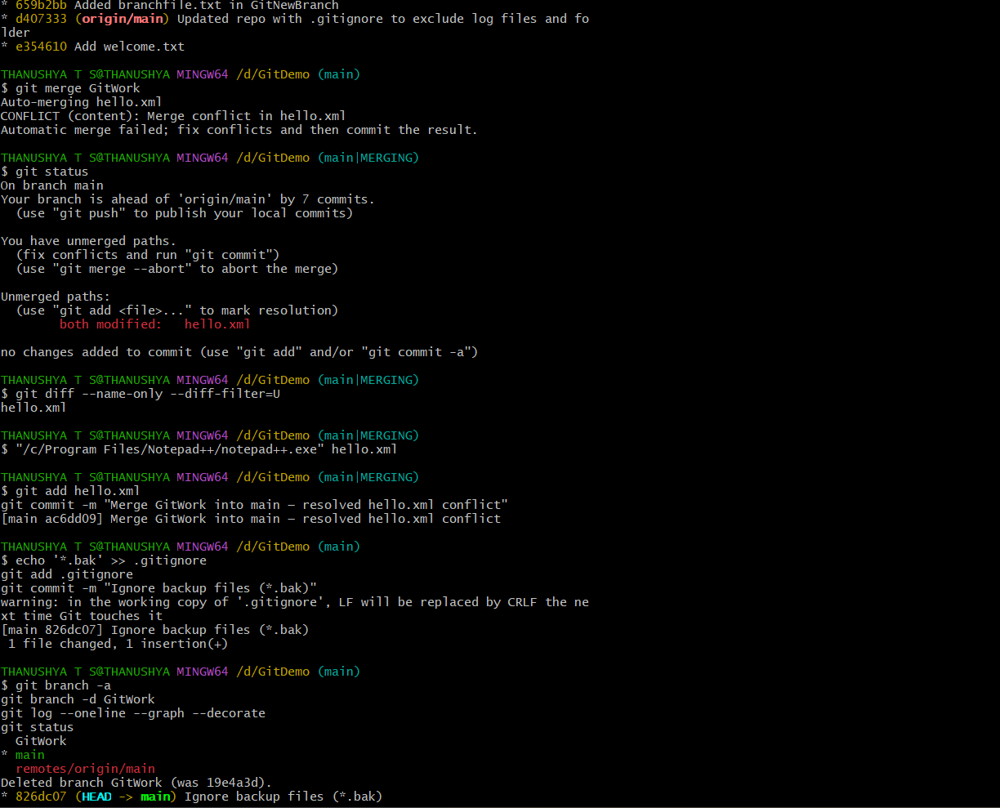 * 659b2bb Added branchfile.txt in GitNewBranch
* d407333 (origin/main) Updated repo with .gitignore to exclude log files and fo
lder
* e354610 Add welcome.txt
THANUSHYA T S@THANUSHYA MINGW64 /d/GitDemo (main)
$ git merge GitWork
Auto-merging hello.xml
CONFLICT (content): Merge conflict in hello.xml
Automatic merge failed; fix conflicts and then commit the result.
THANUSHYA T S@THANUSHYA MINGW64 /d/GitDemo (main|MERGING)
$ git status
On branch main
Your branch is ahead of 'origin/main' by 7 commits.
  (use "git push" to publish your local commits)
You have unmerged paths.
  (fix conflicts and run "git commit")
  (use "git merge --abort" to abort the merge)
Unmerged paths:
  (use "git add <file>..." to mark resolution)
        both modified:   hello.xml
no changes added to commit (use "git add" and/or "git commit -a")
THANUSHYA T S@THANUSHYA MINGW64 /d/GitDemo (main|MERGING)
$ git diff --name-only --diff-filter=U
hello.xml
THANUSHYA T S@THANUSHYA MINGW64 /d/GitDemo (main|MERGING)
$ "/c/Program Files/Notepad++/notepad++.exe" hello.xml
THANUSHYA T S@THANUSHYA MINGW64 /d/GitDemo (main|MERGING)
$ git add hello.xml
git commit -m "Merge GitWork into main – resolved hello.xml conflict"
[main ac6dd09] Merge GitWork into main – resolved hello.xml conflict
THANUSHYA T S@THANUSHYA MINGW64 /d/GitDemo (main)
$ echo '*.bak' >> .gitignore
git add .gitignore
git commit -m "Ignore backup files (*.bak)"
warning: in the working copy of '.gitignore', LF will be replaced by CRLF the ne
xt time Git touches it
[main 826dc07] Ignore backup files (*.bak)
 1 file changed, 1 insertion(+)
THANUSHYA T S@THANUSHYA MINGW64 /d/GitDemo (main)
$ git branch -a
git branch -d GitWork
git log --oneline --graph --decorate
git status
  GitWork
* main
  remotes/origin/main
Deleted branch GitWork (was 19e4a3d).
* 826dc07 (HEAD -> main) Ignore backup files (*.bak)